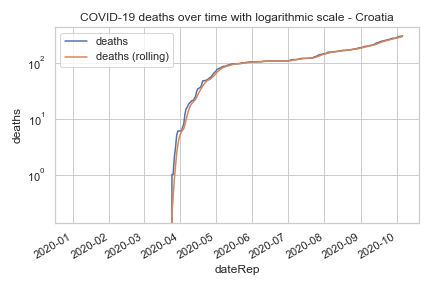 COVID-19 deaths over time with logarithmic scale - Croatia
deaths
deaths (rolling)
10²
10¹
10⁰
deaths
2020-01
2020-02
2020-03
2020-04
2020-05
2020-06
2020-07
2020-08
2020-09
2020-10
dateRep